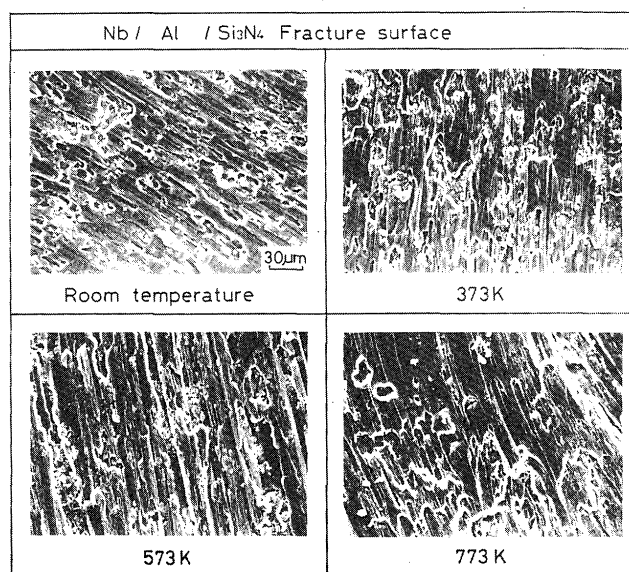 Nb / Al / Si3N4 Fracture surface
30μm
Room temperature
373K
573K
773K